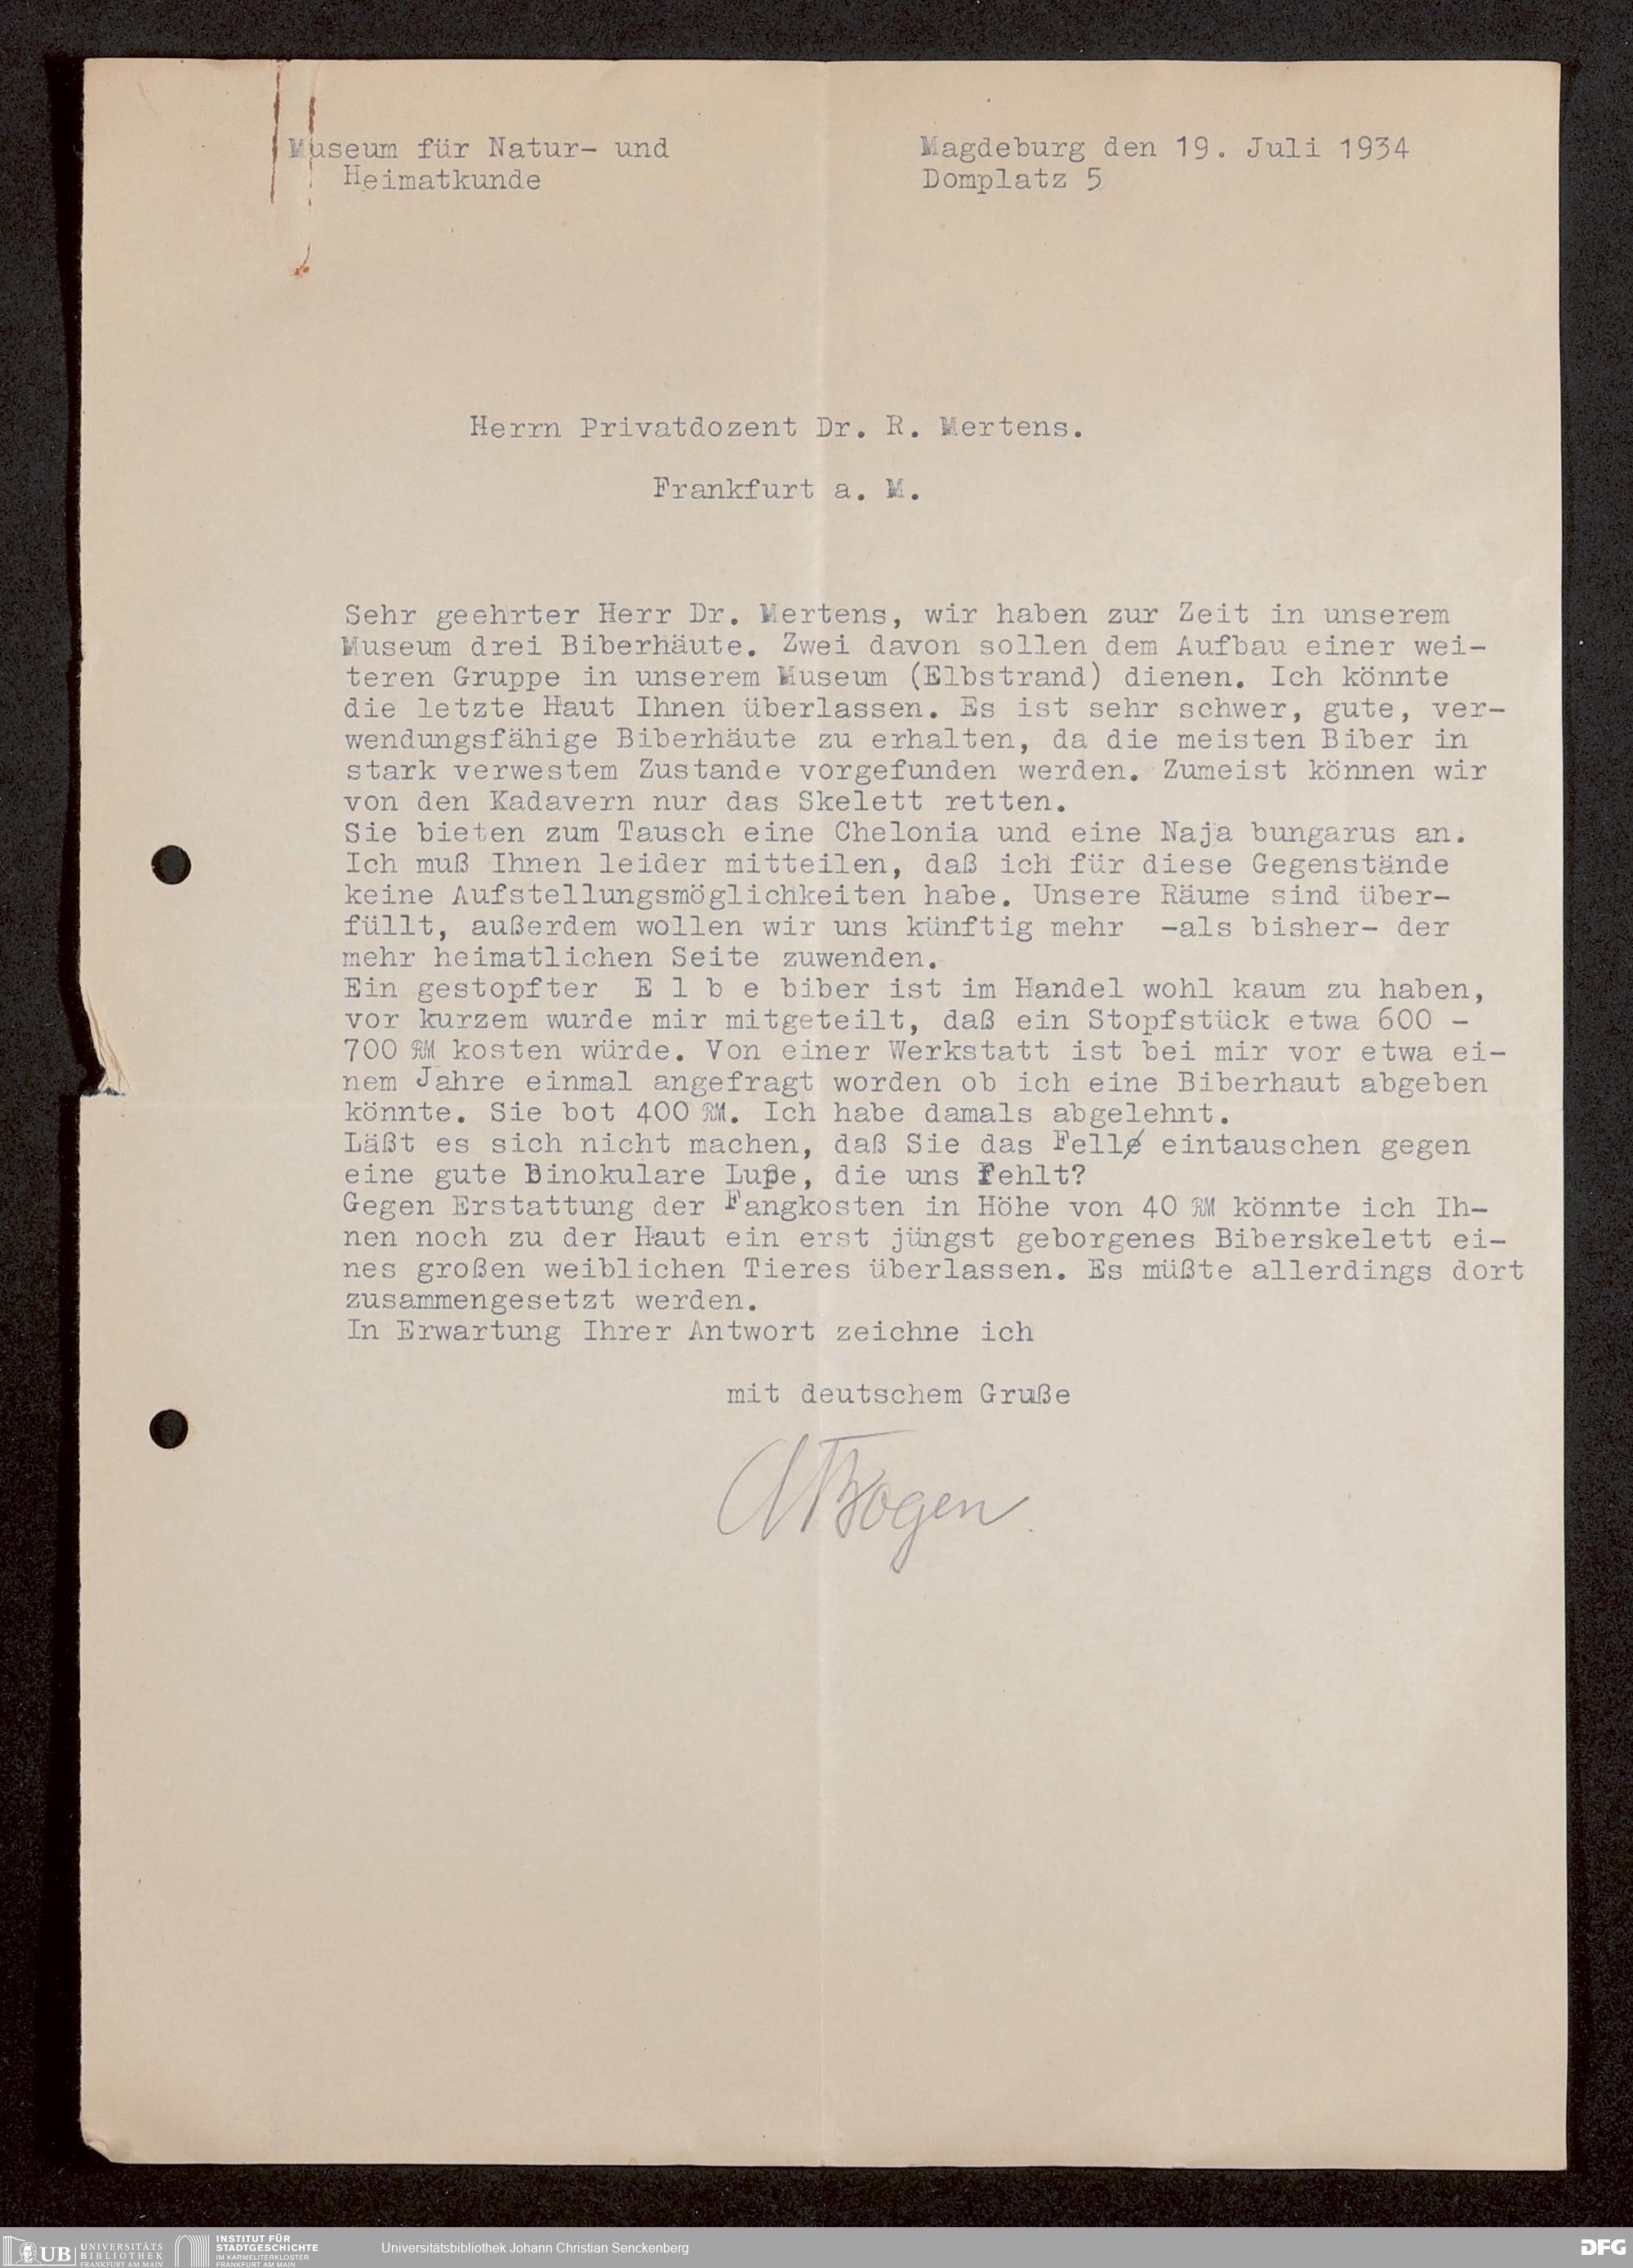 Museum für Natur- und
Heimatkunde
Magdeburg den 19. Juli 1934
Domplatz 5
Herrn Privatdozent Dr. R. Mertens.
Frankfurt a. M.
Sehr geehrter Herr Dr. Mertens, wir haben zur Zeit in unserem
Museum drei Biberhäute. Zwei davon sollen dem Aufbau einer wei-
teren Gruppe in unserem Museum (Elbstrand) dienen. Ich könnte
die letzte Haut Ihnen überlassen. Es ist sehr schwer, gute, ver-
wendungsfähige Biberhäute zu erhalten, da die meisten Biber in
stark verwestem Zustande vorgefunden werden. Zumeist können wir
von den Kadavern nur das Skelett retten.
Sie bieten zum Tausch eine Chelonia und eine Naja bungarus an.
Ich muß Ihnen leider mitteilen, daß ich für diese Gegenstände
keine Aufstellungsmöglichkeiten habe. Unsere Räume sind über-
füllt, außerdem wollen wir uns künftig mehr -als bisher- der
mehr heimatlichen Seite zuwenden.
Ein gestopfter E l b e biber ist im Handel wohl kaum zu haben,
vor kurzem wurde mir mitgeteilt, daß ein Stopfstück etwa 600 -
700 RM kosten würde. Von einer Werkstatt ist bei mir vor etwa ei-
nem Jahre einmal angefragt worden ob ich eine Biberhaut abgeben
könnte. Sie bot 400 RM. Ich habe damals abgelehnt.
Läßt es sich nicht machen, daß Sie das Fell eintauschen gegen
eine gute Binokulare Lupe, die uns fehlt?
Gegen Erstattung der Fangkosten in Höhe von 40 RM könnte ich Ih-
nen noch zu der Haut ein erst jüngst geborgenes Biberskelett ei-
nes großen weiblichen Tieres überlassen. Es müßte allerdings dort
zusammengesetzt werden.
In Erwartung Ihrer Antwort zeichne ich
mit deutschem Gruße
A Bogen
UB UNIVERSITÄTS
BIBLIOTHEK
FRANKFURT AM MAIN
INSTITUT FÜR
STADTGESCHICHTE
IM KARMELITERKLOSTER
FRANKFURT AM MAIN
Universitätsbibliothek Johann Christian Senckenberg
DFG